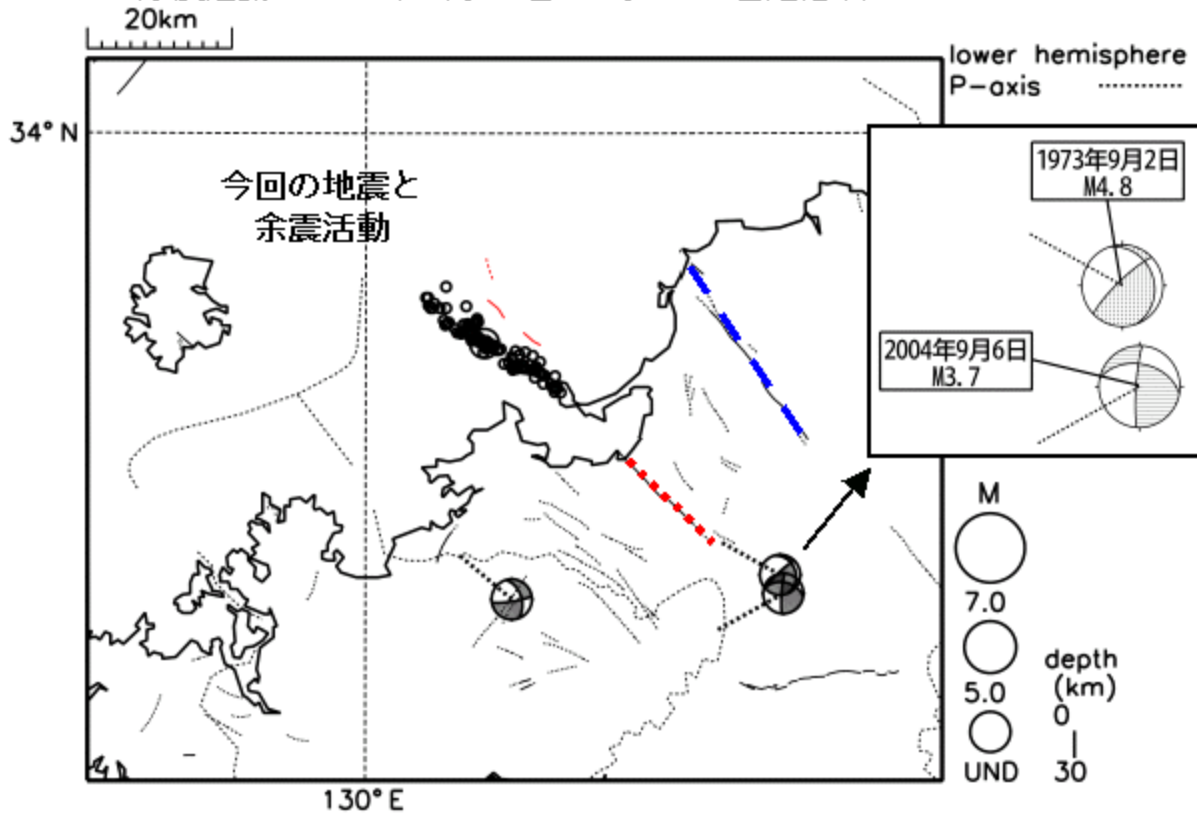 20km
lower hemisphere
P-axis
34° N
今回の地震と
余震活動
1973年9月2日
M4.8
2004年9月6日
M3.7
M
7.0
5.0
UND
depth
(km)
0
30
130° E